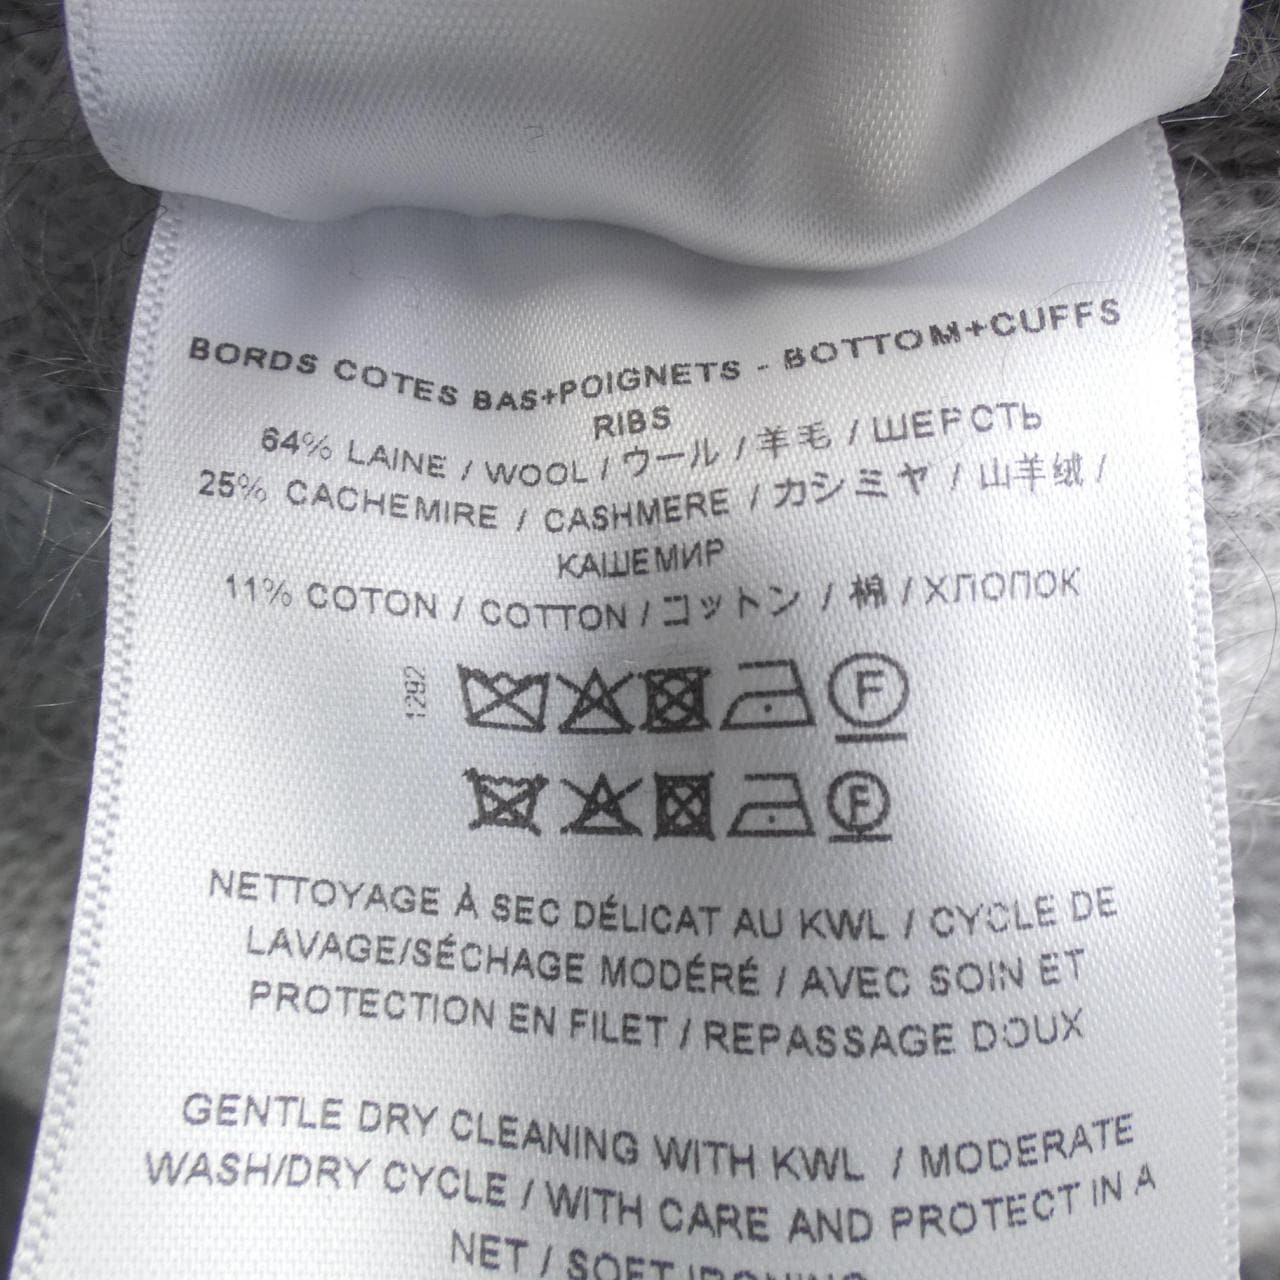 BORDS COTES BAS+POIGNETS - BOTTOM+CUFFS
RIBS
64% LAINE / WOOL / ウール / 羊毛 / ШЕРСТЬ
25% CACHEMIRE / CASHMERE / カシミヤ / 山羊绒 /
КАШЕМИР
11% COTON / COTTON / コットン / 棉 / ХЛОПОК
1292
F
F
NETTOYAGE À SEC DÉLICAT AU KWL / CYCLE DE
LAVAGE/SÉCHAGE MODÉRÉ / AVEC SOIN ET
PROTECTION EN FILET / REPASSAGE DOUX
GENTLE DRY CLEANING WITH KWL / MODERATE
WASH/DRY CYCLE / WITH CARE AND PROTECT IN A
NET / SOFT IRONING